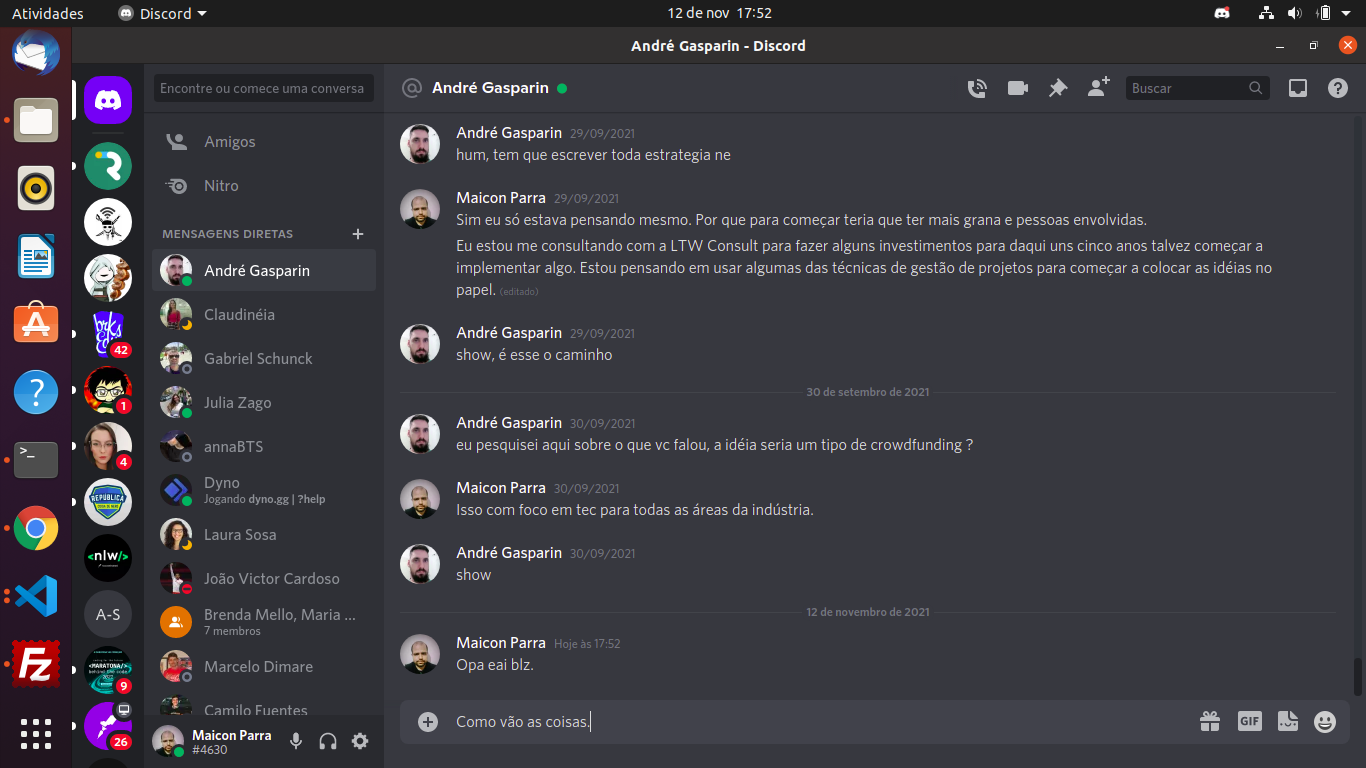 Atividades
Discord
12 de nov 17:52
André Gasparin - Discord
Encontre ou comece uma conversa
André Gasparin
Buscar
42
1
4
REPUBLICA
<nlw/>
A-S
MARATONA
behind the code
2022
9
26
Amigos
Nitro
MENSAGENS DIRETAS
André Gasparin
Claudinéia
Gabriel Schunck
Julia Zago
annaBTS
Dyno
Jogando dyno.gg | ?help
Laura Sosa
João Victor Cardoso
Brenda Mello, Maria ...
7 membros
Marcelo Dimare
Camilo Fuentes
Maicon Parra
#4630
André Gasparin 29/09/2021
hum, tem que escrever toda estrategia ne
Maicon Parra 29/09/2021
Sim eu só estava pensando mesmo. Por que para começar teria que ter mais grana e pessoas envolvidas.
Eu estou me consultando com a LTW Consult para fazer alguns investimentos para daqui uns cinco anos talvez começar a
implementar algo. Estou pensando em usar algumas das técnicas de gestão de projetos para começar a colocar as idéias no
papel. (editado)
André Gasparin 29/09/2021
show, é esse o caminho
30 de setembro de 2021
André Gasparin 30/09/2021
eu pesquisei aqui sobre o que vc falou, a idéia seria um tipo de crowdfunding ?
Maicon Parra 30/09/2021
Isso com foco em tec para todas as áreas da indústria.
André Gasparin 30/09/2021
show
12 de novembro de 2021
Maicon Parra Hoje às 17:52
Opa eai blz.
Como vão as coisas.
GIF